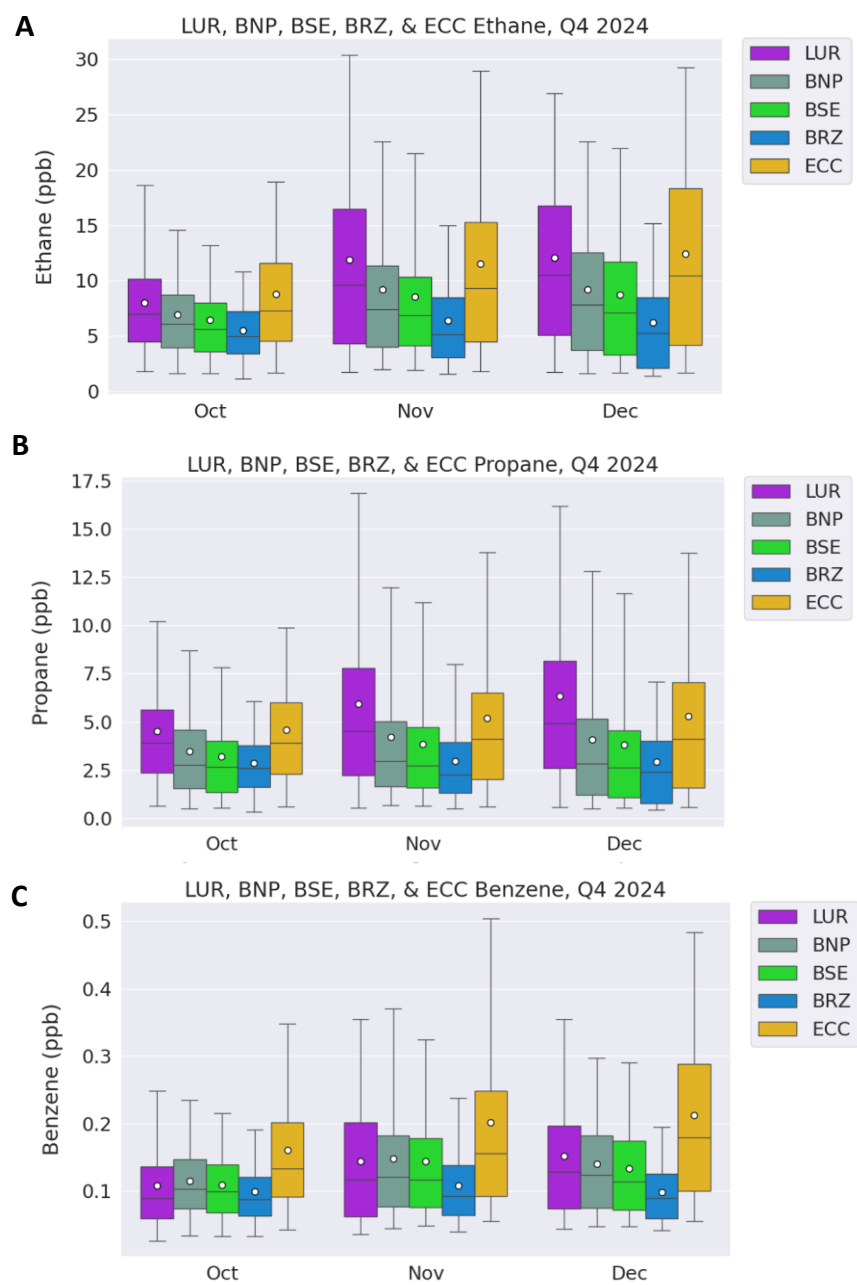 A
LUR, BNP, BSE, BRZ, & ECC Ethane, Q4 2024
Ethane (ppb)
30
25
20
15
10
5
0
Oct Nov Dec
LUR
BNP
BSE
BRZ
ECC
B
LUR, BNP, BSE, BRZ, & ECC Propane, Q4 2024
Propane (ppb)
17.5
15.0
12.5
10.0
7.5
5.0
2.5
0.0
Oct Nov Dec
LUR
BNP
BSE
BRZ
ECC
C
LUR, BNP, BSE, BRZ, & ECC Benzene, Q4 2024
Benzene (ppb)
0.5
0.4
0.3
0.2
0.1
Oct Nov Dec
LUR
BNP
BSE
BRZ
ECC